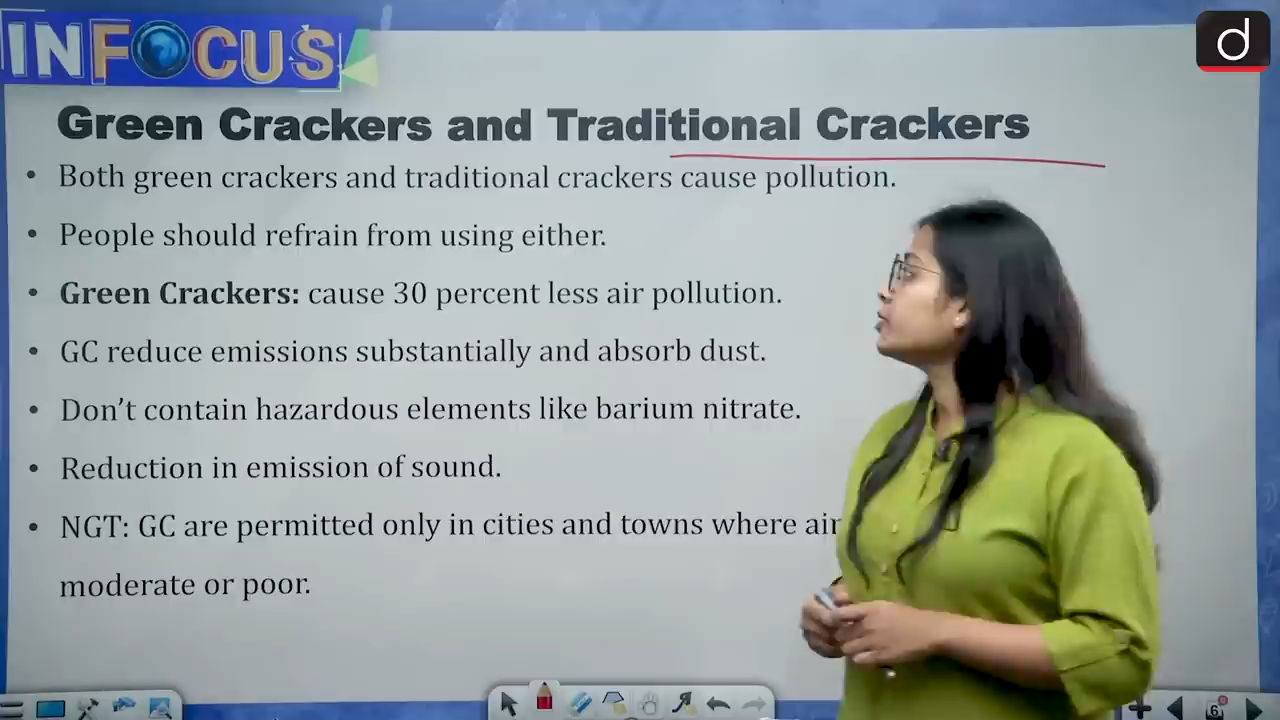 INFOCUS
d
Green Crackers and Traditional Crackers
• Both green crackers and traditional crackers cause pollution.
• People should refrain from using either.
• Green Crackers: cause 30 percent less air pollution.
• GC reduce emissions substantially and absorb dust.
• Don’t contain hazardous elements like barium nitrate.
• Reduction in emission of sound.
• NGT: GC are permitted only in cities and towns where air
moderate or poor.
6